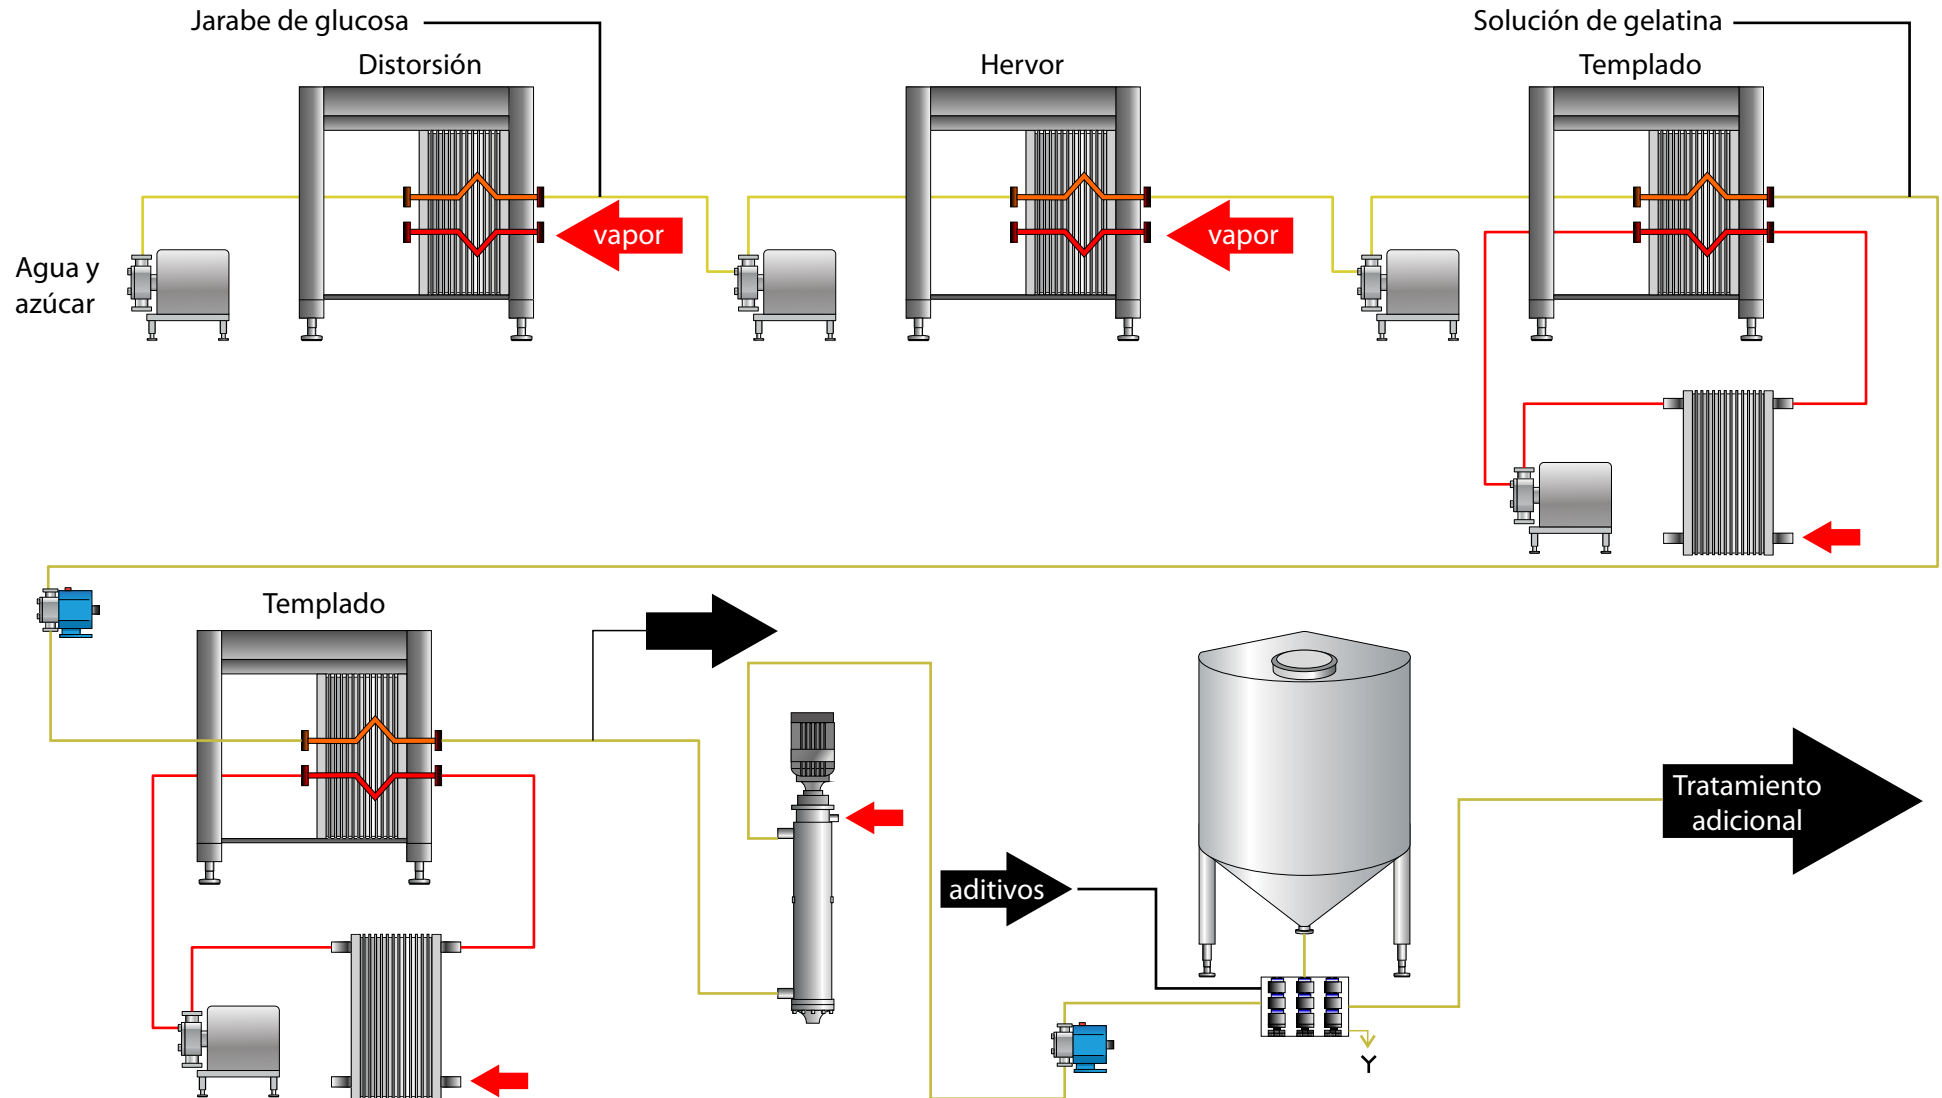 Jarabe de glucosa
Solución de gelatina
Distorsión
Hervor
Templado
vapor
vapor
Agua y
azúcar
Templado
Tratamiento
adicional
aditivos
Y